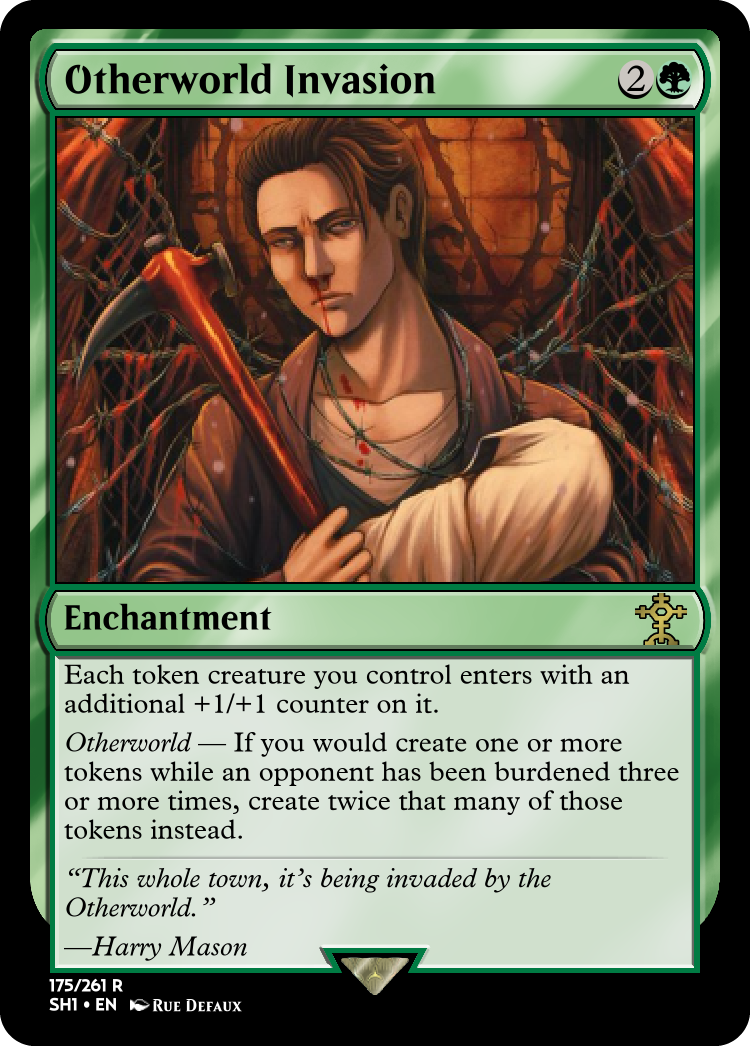 Otherworld Invasion 2
Enchantment
Each token creature you control enters with an
additional +1/+1 counter on it.
Otherworld — If you would create one or more
tokens while an opponent has been burdened three
or more times, create twice that many of those
tokens instead.
“This whole town, it’s being invaded by the
Otherworld.”
—Harry Mason
175/261 R
SH1 • EN Rue Defaux